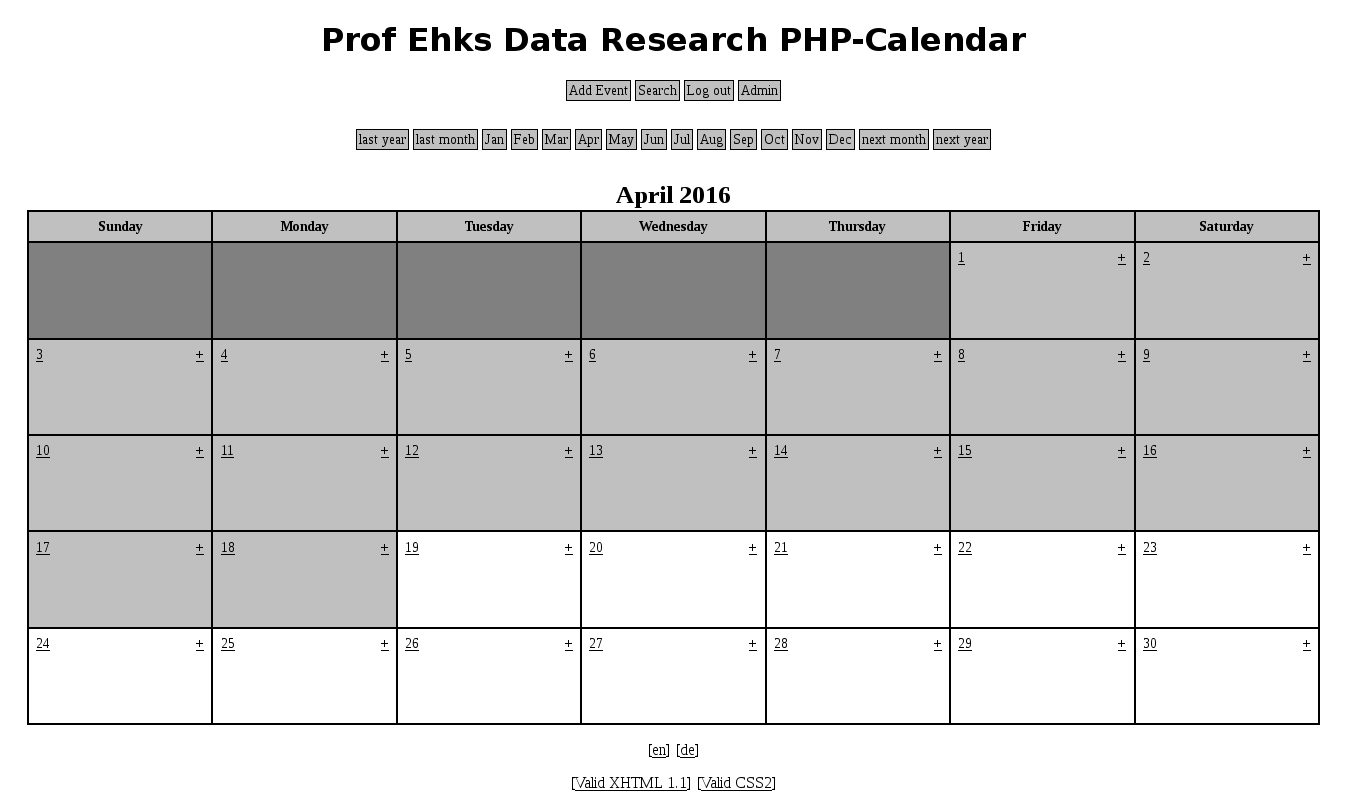 Prof Ehks Data Research PHP-Calendar
Add Event Search Log out Admin
last year last month Jan Feb Mar Apr May Jun Jul Aug Sep Oct Nov Dec next month next year
April 2016
Sunday Monday Tuesday Wednesday Thursday Friday Saturday
1 + 2 +
3 + 4 + 5 + 6 + 7 + 8 + 9 +
10 + 11 + 12 + 13 + 14 + 15 + 16 +
17 + 18 + 19 + 20 + 21 + 22 + 23 +
24 + 25 + 26 + 27 + 28 + 29 + 30 +
[en] [de]
[Valid XHTML 1.1] [Valid CSS2]